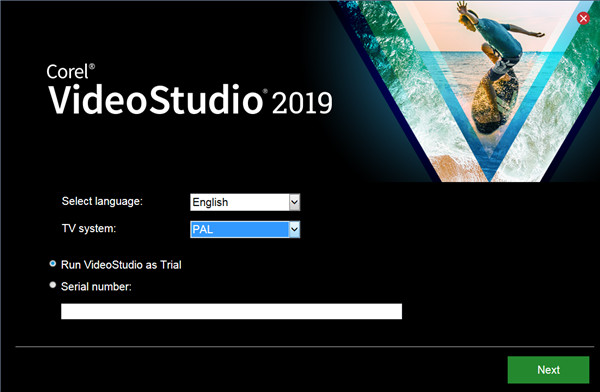 Corel®
VideoStudio® 2019
Select language: English
TV system: PAL
Run VideoStudio as Trial
Serial number:
Next